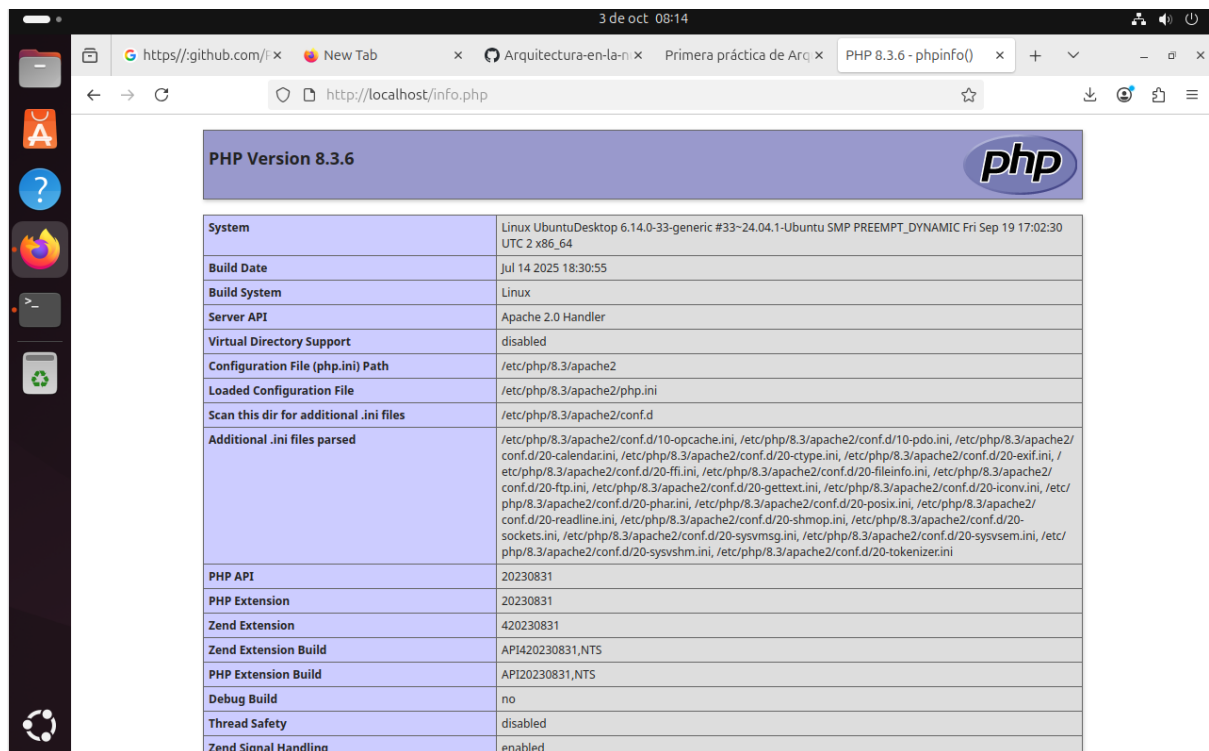 3 de oct 08:14
https//:github.com/F
New Tab
Arquitectura-en-la-n
Primera práctica de Arq
PHP 8.3.6 - phpinfo()
http://localhost/info.php
PHP Version 8.3.6
php
System
Linux UbuntuDesktop 6.14.0-33-generic #33~24.04.1-Ubuntu SMP PREEMPT_DYNAMIC Fri Sep 19 17:02:30
UTC 2 x86_64
Build Date Jul 14 2025 18:30:55
Build System Linux
Server API Apache 2.0 Handler
Virtual Directory Support disabled
Configuration File (php.ini) Path /etc/php/8.3/apache2
Loaded Configuration File /etc/php/8.3/apache2/php.ini
Scan this dir for additional .ini files /etc/php/8.3/apache2/conf.d
Additional .ini files parsed /etc/php/8.3/apache2/conf.d/10-opcache.ini, /etc/php/8.3/apache2/conf.d/10-pdo.ini, /etc/php/8.3/apache2/
conf.d/20-calendar.ini, /etc/php/8.3/apache2/conf.d/20-ctype.ini, /etc/php/8.3/apache2/conf.d/20-exif.ini, /
etc/php/8.3/apache2/conf.d/20-ffi.ini, /etc/php/8.3/apache2/conf.d/20-fileinfo.ini, /etc/php/8.3/apache2/
conf.d/20-ftp.ini, /etc/php/8.3/apache2/conf.d/20-gettext.ini, /etc/php/8.3/apache2/conf.d/20-iconv.ini, /etc/
php/8.3/apache2/conf.d/20-phar.ini, /etc/php/8.3/apache2/conf.d/20-posix.ini, /etc/php/8.3/apache2/
conf.d/20-readline.ini, /etc/php/8.3/apache2/conf.d/20-shmop.ini, /etc/php/8.3/apache2/conf.d/20-
sockets.ini, /etc/php/8.3/apache2/conf.d/20-sysvmsg.ini, /etc/php/8.3/apache2/conf.d/20-sysvsem.ini, /etc/
php/8.3/apache2/conf.d/20-sysvshm.ini, /etc/php/8.3/apache2/conf.d/20-tokenizer.ini
PHP API 20230831
PHP Extension 20230831
Zend Extension 420230831
Zend Extension Build API420230831,NTS
PHP Extension Build API20230831,NTS
Debug Build no
Thread Safety disabled
Zend Signal Handling enabled